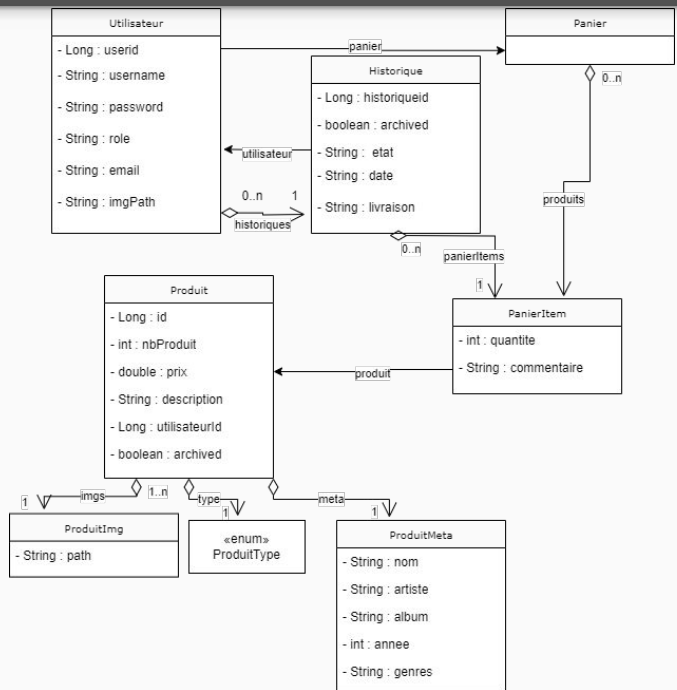 Utilisateur
- Long : userid
- String : username
- String : password
- String : role
- String : email
- String : imgPath
panier
Panier
0..n
Historique
- Long : historiqueid
- boolean : archived
- String : etat
- String : date
- String : livraison
utilisateur
0..n
1
historiques
0..n
panierItems
1
produits
Produit
- Long : id
- int : nbProduit
- double : prix
- String : description
- Long : utilisateurId
- boolean : archived
PanierItem
- int : quantite
- String : commentaire
produit
1
imgs
1..n
type
1
meta
1
ProduitImg
- String : path
«enum»
ProduitType
ProduitMeta
- String : nom
- String : artiste
- String : album
- int : annee
- String : genres